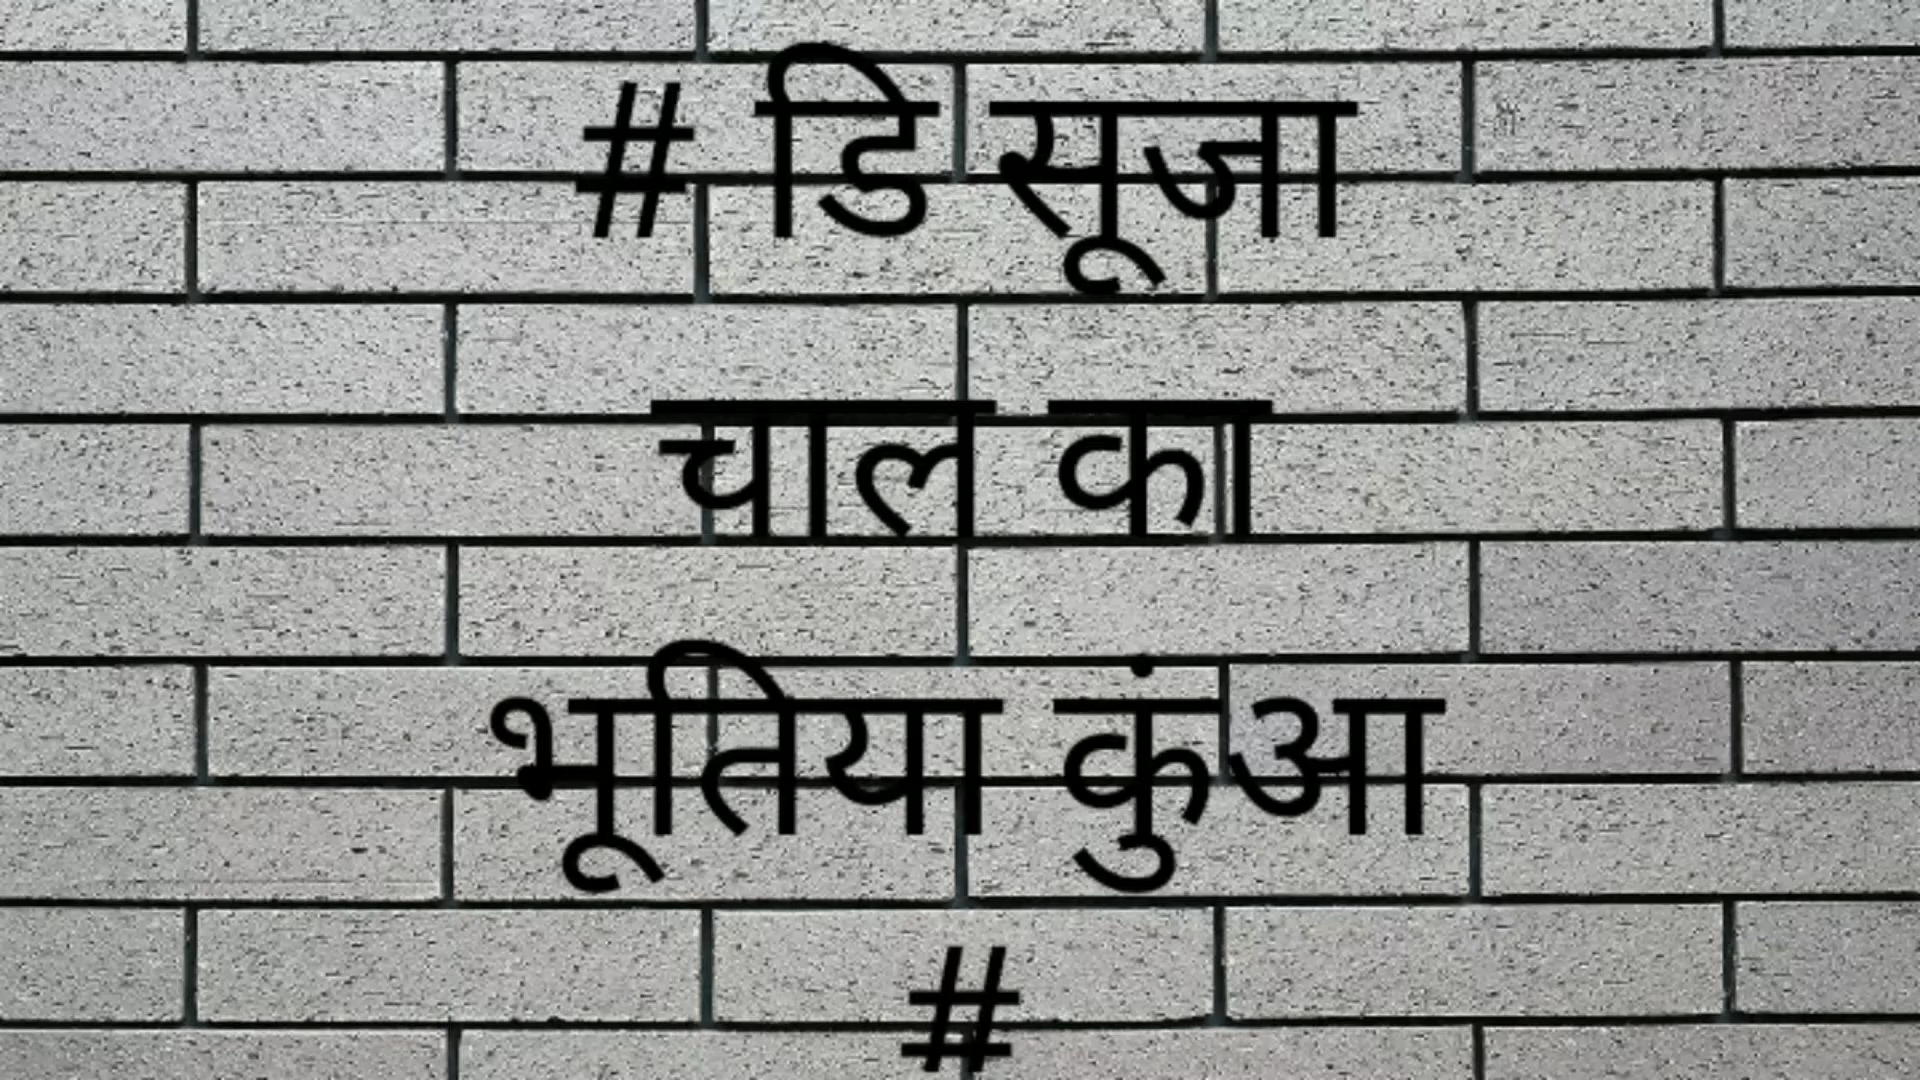 # डि सूजा
चाल का
भूतिया कुंआ
#